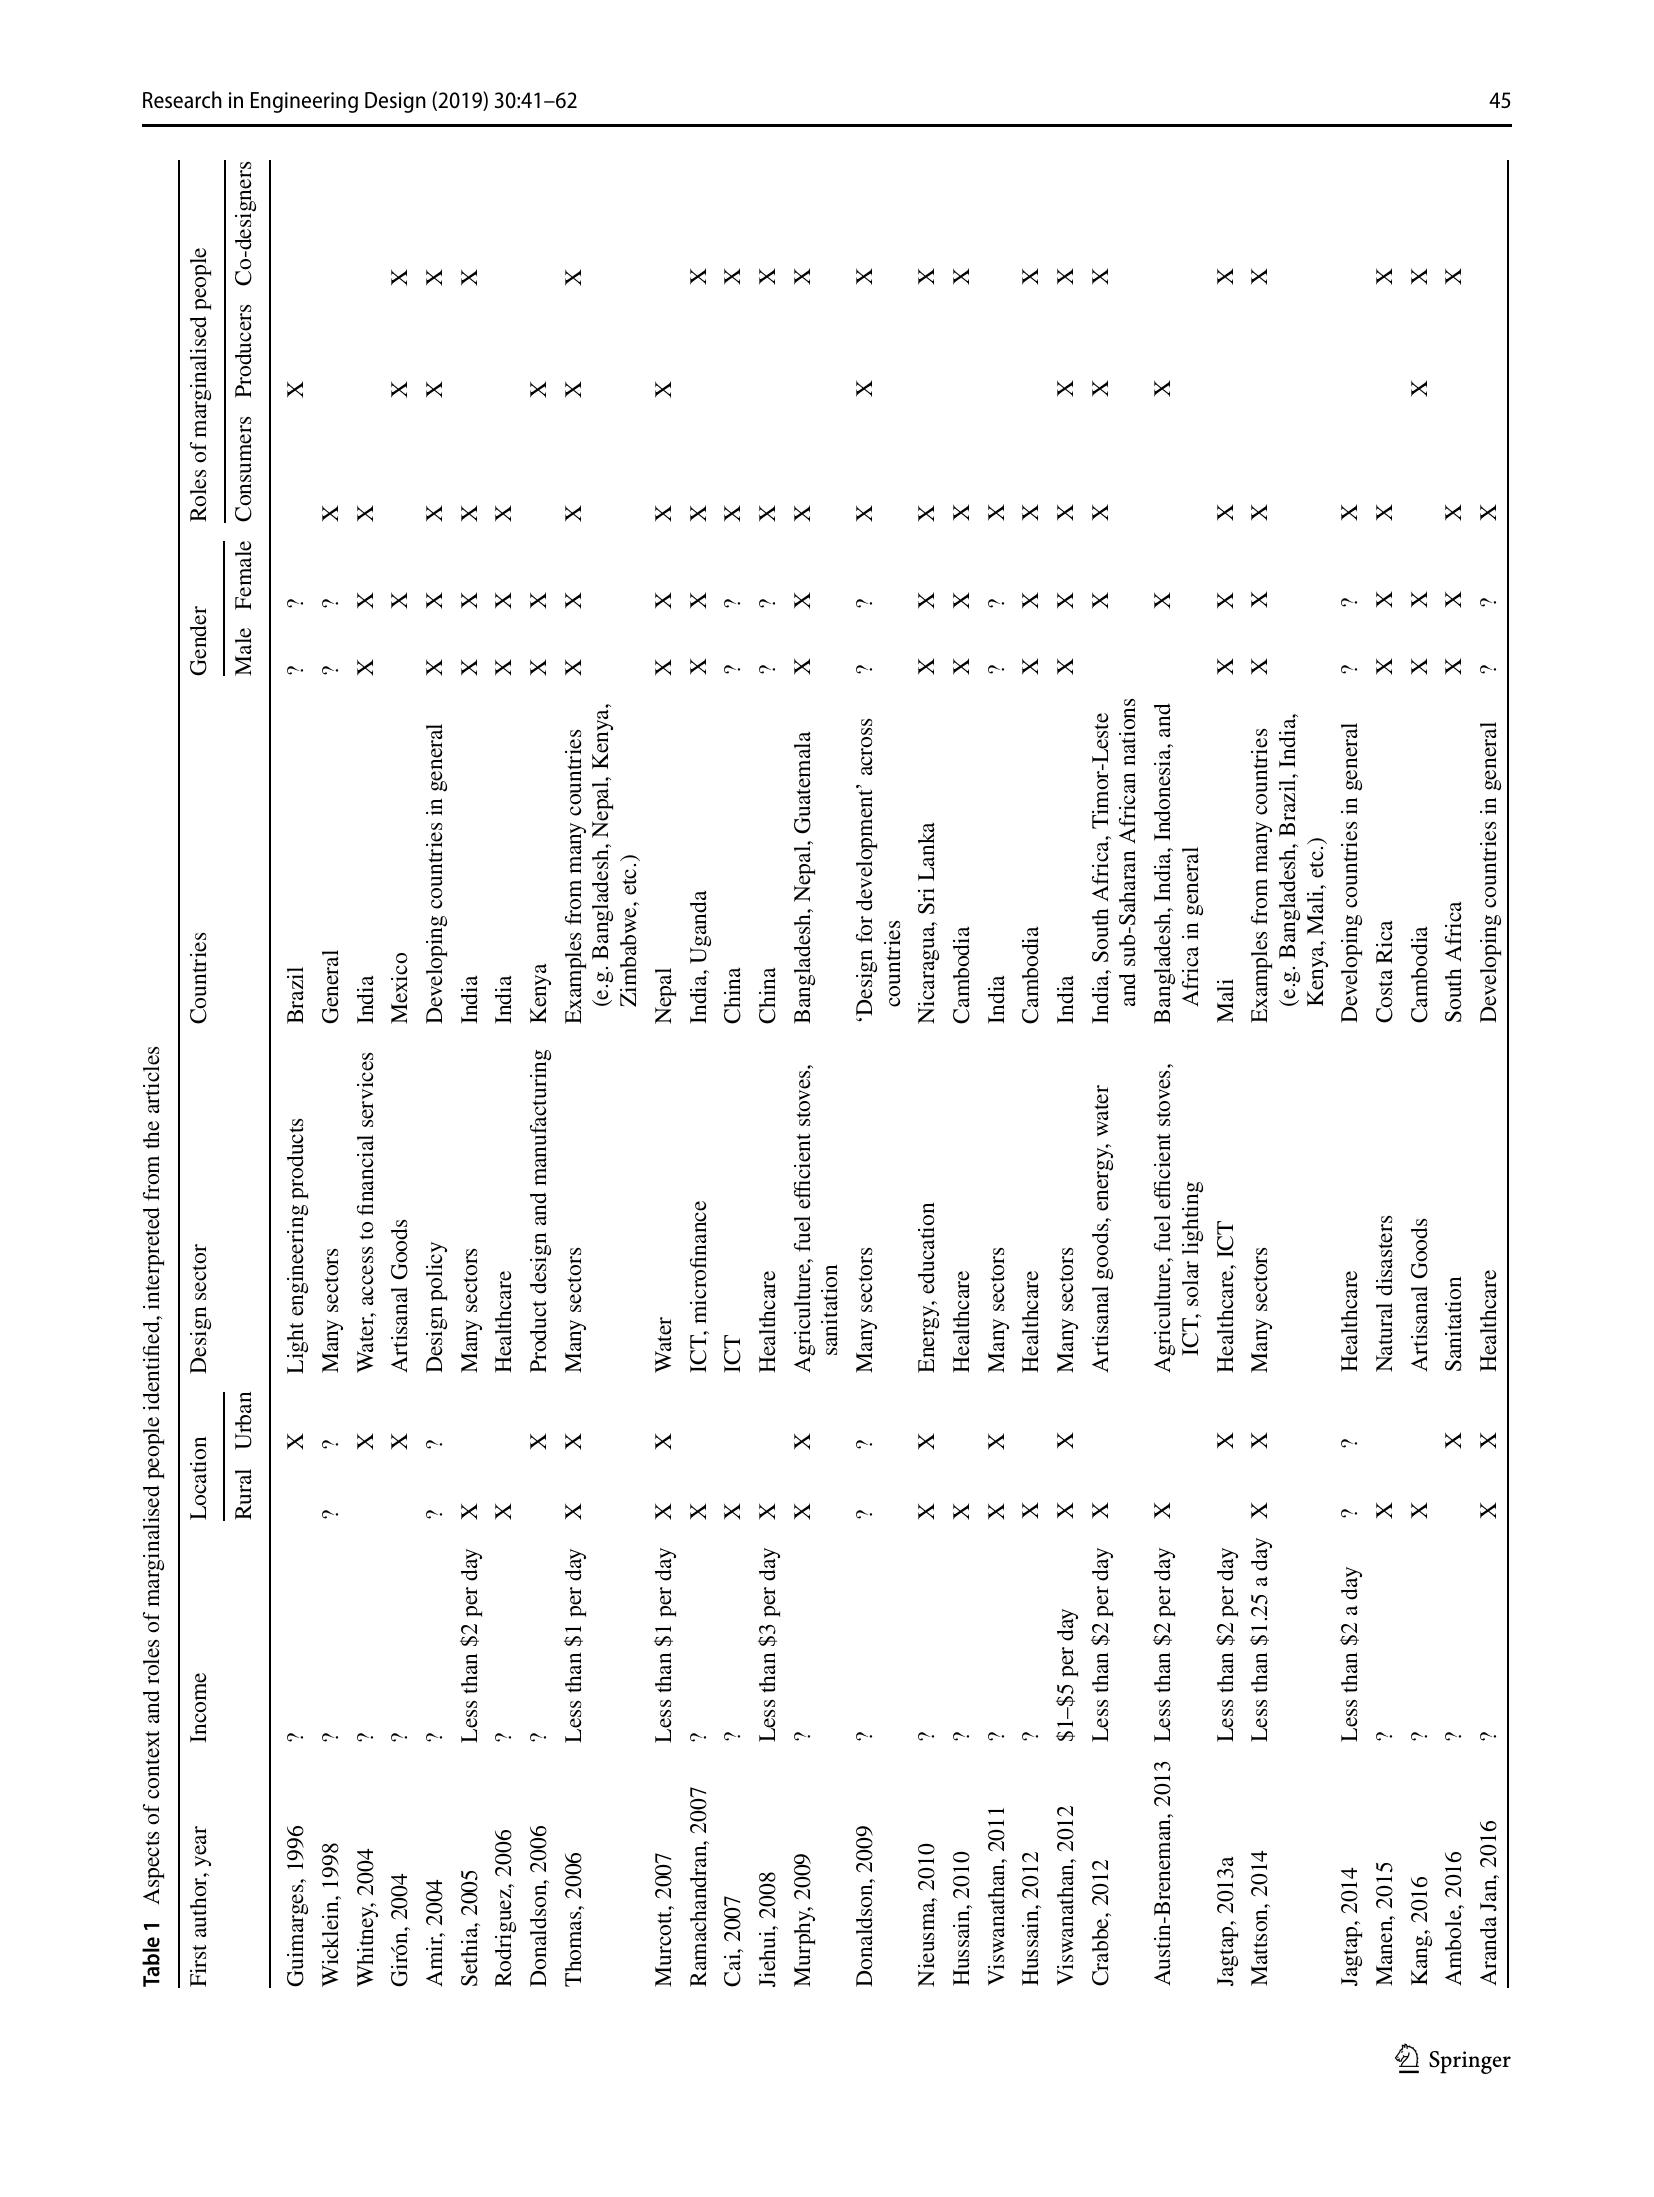 Research in Engineering Design (2019) 30:41–62 45
Table 1 Aspects of context and roles of marginalised people identified, interpreted from the articles
First author, year Income Location Design sector Countries Gender Roles of marginalised people
Rural Urban Male Female Consumers Producers Co-designers
Guimarges, 1996 ? X Light engineering products Brazil ? ? X
Wicklein, 1998 ? ? ? Many sectors General ? ? X
Whitney, 2004 ? X Water, access to financial services India X X X
Girón, 2004 ? X Artisanal Goods Mexico X X X
Amir, 2004 ? ? ? Design policy Developing countries in general X X X X X
Sethia, 2005 Less than $2 per day X Many sectors India X X X X
Rodriguez, 2006 ? X Healthcare India X X X
Donaldson, 2006 ? X Product design and manufacturing Kenya X X X
Thomas, 2006 Less than $1 per day X X Many sectors Examples from many countries X X X X X
(e.g. Bangladesh, Nepal, Kenya,
Zimbabwe, etc.)
Murcott, 2007 Less than $1 per day X X Water Nepal X X X X
Ramachandran, 2007 ? X ICT, microfinance India, Uganda X X X X
Cai, 2007 ? X ICT China ? ? X X
Jiehui, 2008 Less than $3 per day X Healthcare China ? ? X X
Murphy, 2009 ? X X Agriculture, fuel efficient stoves, Bangladesh, Nepal, Guatemala X X X X
sanitation
Donaldson, 2009 ? ? ? Many sectors ‘Design for development’ across ? ? X X X
countries
Nieusma, 2010 ? X X Energy, education Nicaragua, Sri Lanka X X X X
Hussain, 2010 ? X Healthcare Cambodia X X X X
Viswanathan, 2011 ? X X Many sectors India ? ? X
Hussain, 2012 ? X Healthcare Cambodia X X X X
Viswanathan, 2012 $1–$5 per day X X Many sectors India X X X X X
Crabbe, 2012 Less than $2 per day X Artisanal goods, energy, water India, South Africa, Timor-Leste X X X X
and sub-Saharan African nations
Austin-Breneman, 2013 Less than $2 per day X Agriculture, fuel efficient stoves, Bangladesh, India, Indonesia, and X X
ICT, solar lighting Africa in general
Jagtap, 2013a Less than $2 per day X Healthcare, ICT Mali X X X X
Mattson, 2014 Less than $1.25 a day X X Many sectors Examples from many countries X X X X
(e.g. Bangladesh, Brazil, India,
Kenya, Mali, etc.)
Jagtap, 2014 Less than $2 a day ? ? Healthcare Developing countries in general ? ? X
Manen, 2015 ? X Natural disasters Costa Rica X X X X
Kang, 2016 ? X Artisanal Goods Cambodia X X X X
Ambole, 2016 ? X Sanitation South Africa X X X X
Aranda Jan, 2016 ? X X Healthcare Developing countries in general ? ? X
Springer